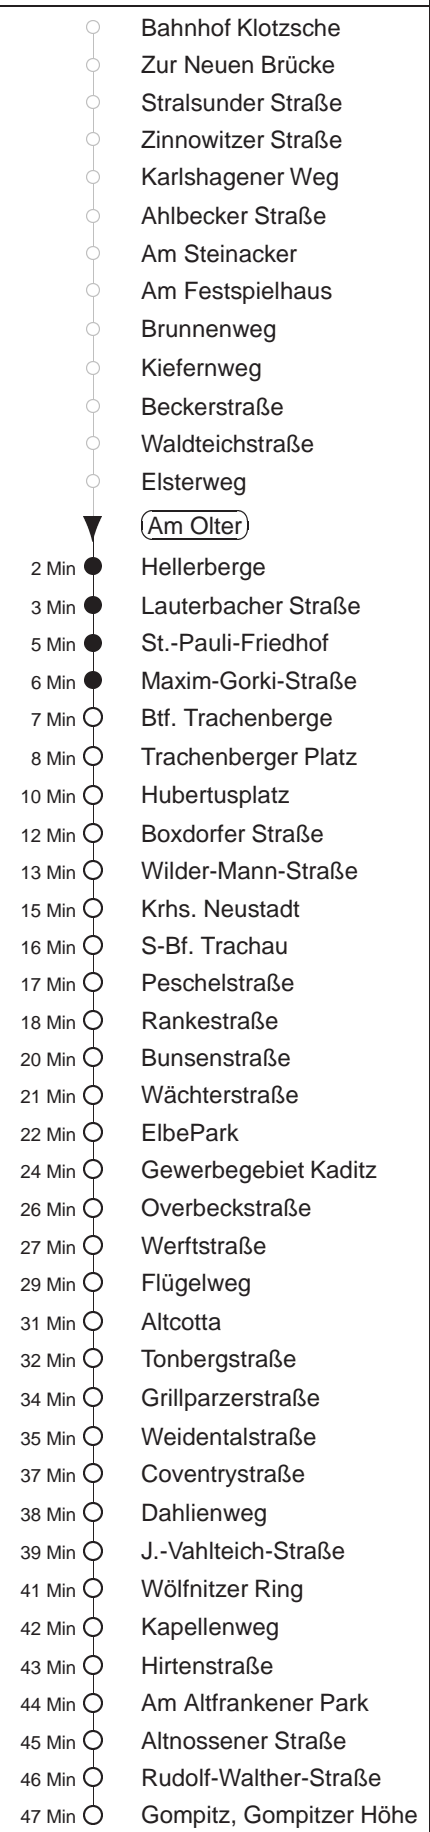 Bahnhof Klotzsche
Zur Neuen Brücke
Stralsunder Straße
Zinnowitzer Straße
Karlshagener Weg
Ahlbecker Straße
Am Steinacker
Am Festspielhaus
Brunnenweg
Kiefernweg
Beckerstraße
Waldteichstraße
Elsterweg
Am Olter
2 Min Hellerberge
3 Min Lauterbacher Straße
5 Min St.-Pauli-Friedhof
6 Min Maxim-Gorki-Straße
7 Min Btf. Trachenberge
8 Min Trachenberger Platz
10 Min Hubertusplatz
12 Min Boxdorfer Straße
13 Min Wilder-Mann-Straße
15 Min Krhs. Neustadt
16 Min S-Bf. Trachau
17 Min Peschelstraße
18 Min Rankestraße
20 Min Bunsenstraße
21 Min Wächterstraße
22 Min ElbePark
24 Min Gewerbegebiet Kaditz
26 Min Overbeckstraße
27 Min Werftstraße
29 Min Flügelweg
31 Min Altcotta
32 Min Tonbergstraße
34 Min Grillparzerstraße
35 Min Weidentalstraße
37 Min Coventrystraße
38 Min Dahlienweg
39 Min J.-Vahlteich-Straße
41 Min Wölfnitzer Ring
42 Min Kapellenweg
43 Min Hirtenstraße
44 Min Am Altfrankener Park
45 Min Altnossener Straße
46 Min Rudolf-Walther-Straße
47 Min Gompitz, Gompitzer Höhe